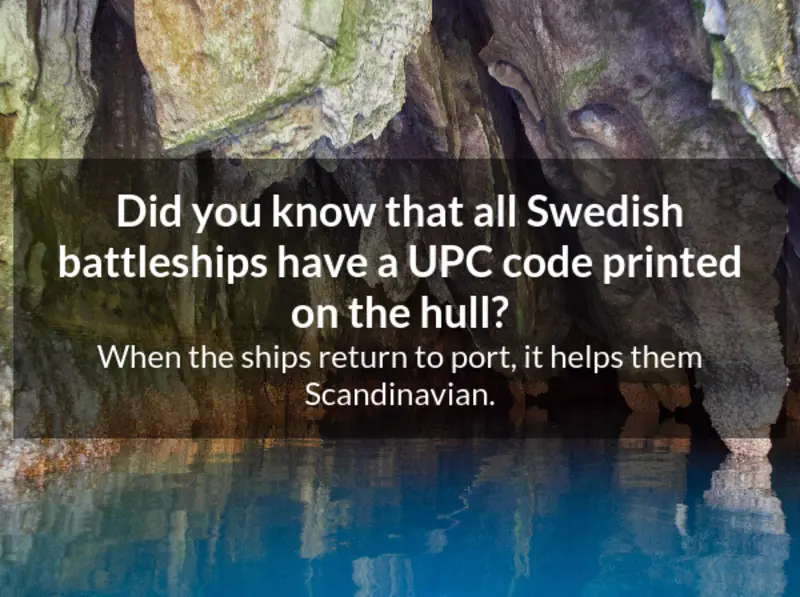 Did you know that all Swedish
battleships have a UPC code printed
on the hull?
When the ships return to port, it helps them
Scandinavian.